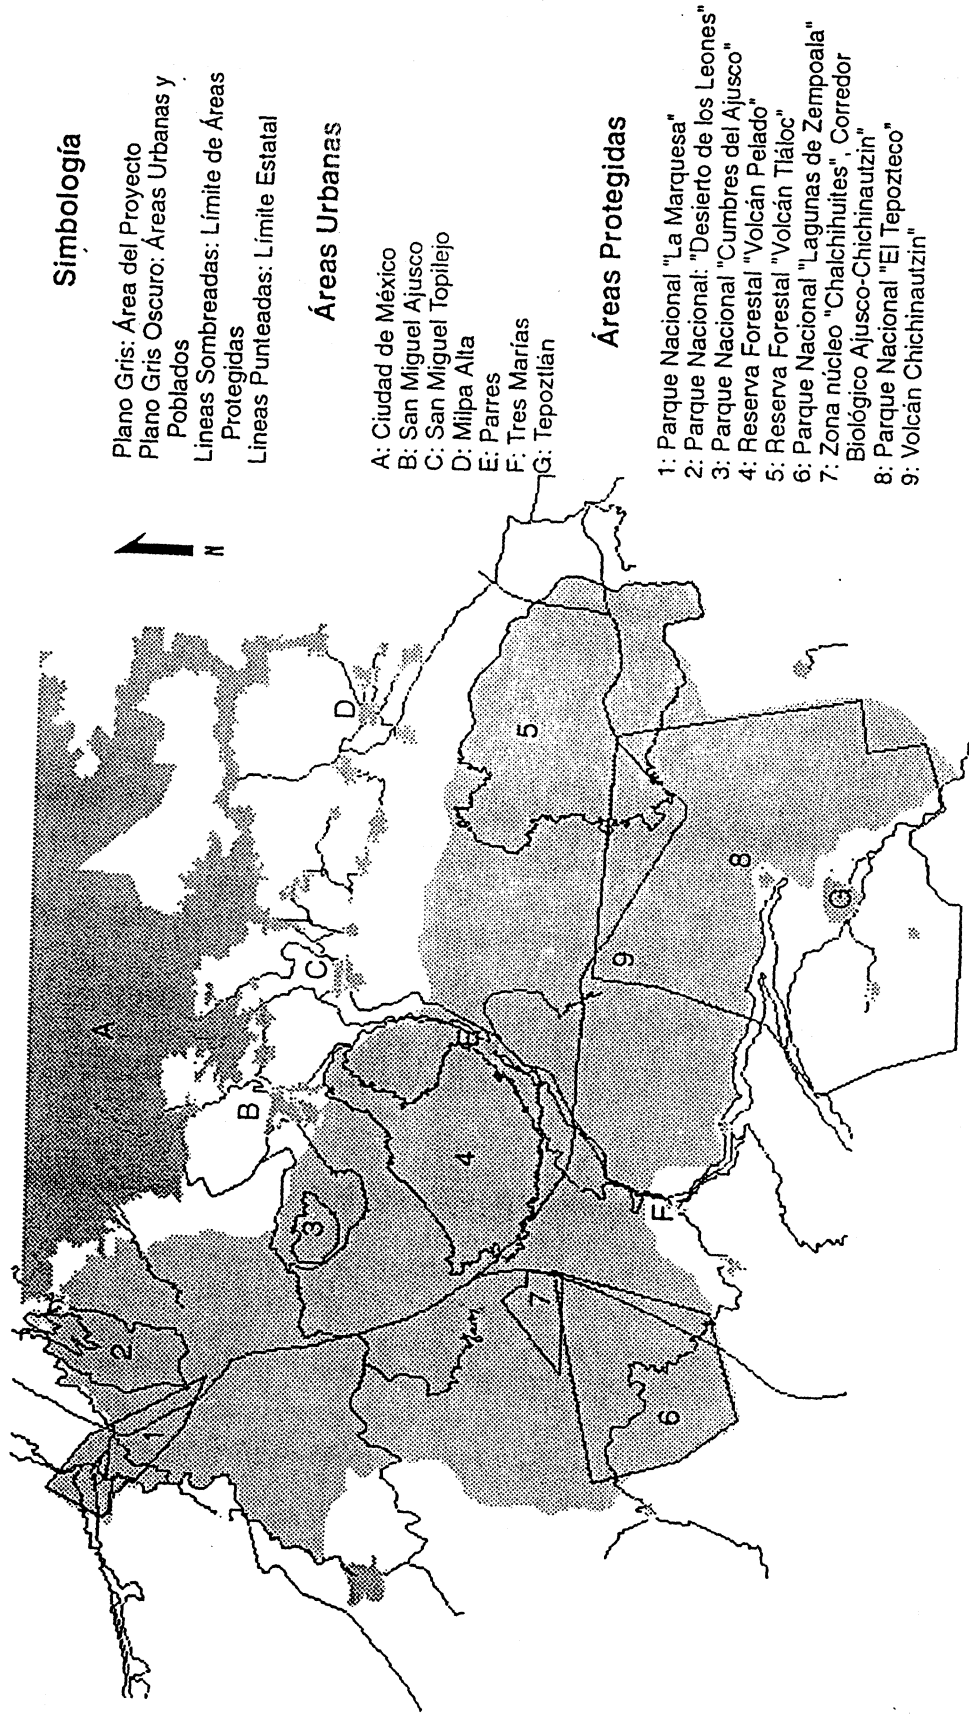 Simbología
Plano Gris: Área del Proyecto
Plano Gris Oscuro: Áreas Urbanas y
Poblados
Lineas Sombreadas: Límite de Áreas
Protegidas
Lineas Punteadas: Límite Estatal
Áreas Urbanas
A: Ciudad de México
B: San Miguel Ajusco
C: San Miguel Topilejo
D: Milpa Alta
E: Parres
F: Tres Marías
G: Tepoztlán
Áreas Protegidas
1: Parque Nacional "La Marquesa"
2: Parque Nacional: "Desierto de los Leones"
3: Parque Nacional "Cumbres del Ajusco"
4: Reserva Forestal "Volcán Pelado"
5: Reserva Forestal "Volcán Tláloc"
6: Parque Nacional "Lagunas de Zempoala"
7: Zona núcleo "Chalchihuites", Corredor
Biológico Ajusco-Chichinautzin"
8: Parque Nacional "El Tepozteco"
9: Volcán Chichinautzin"
N
A
B
C
D
E
F
G
1
2
3
4
5
6
7
8
9